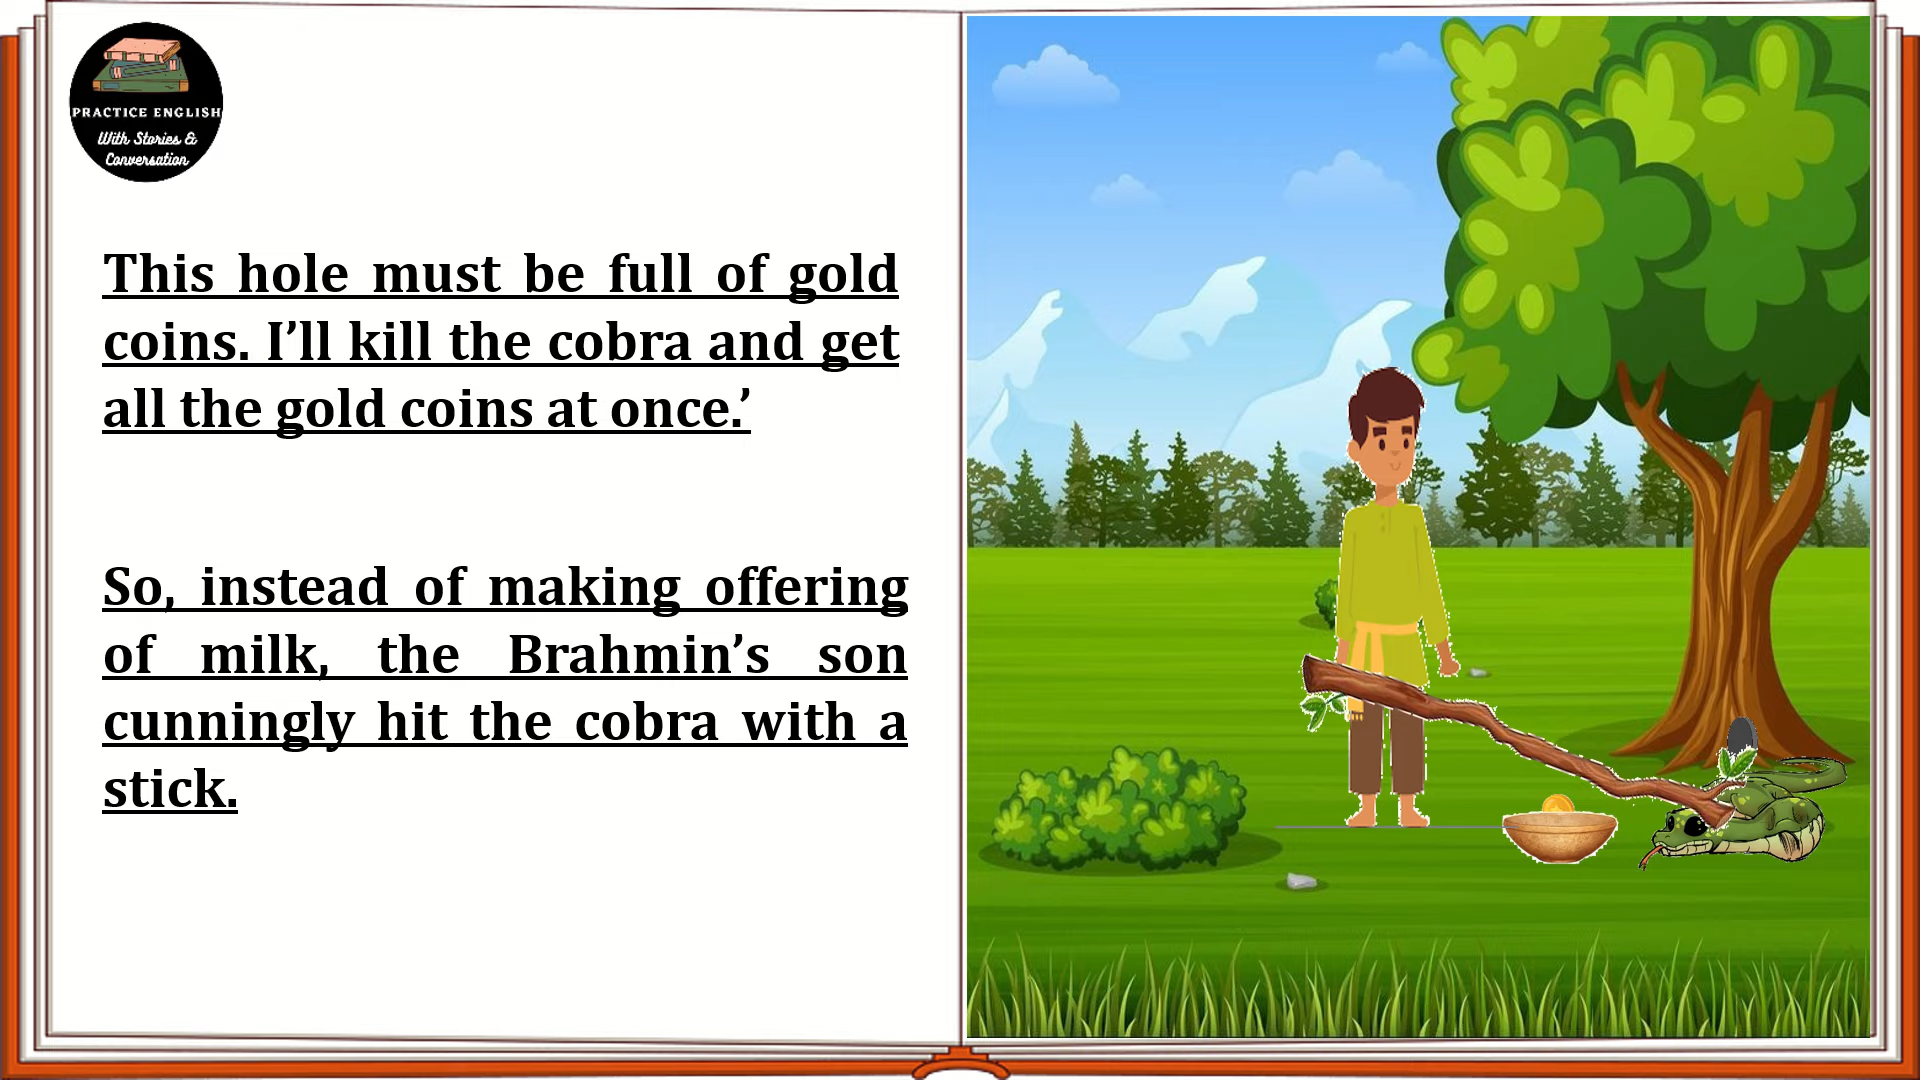 PRACTICE ENGLISH
With Stories &
Conversation
This hole must be full of gold
coins. I’ll kill the cobra and get
all the gold coins at once.’
So, instead of making offering
of milk, the Brahmin’s son
cunningly hit the cobra with a
stick.